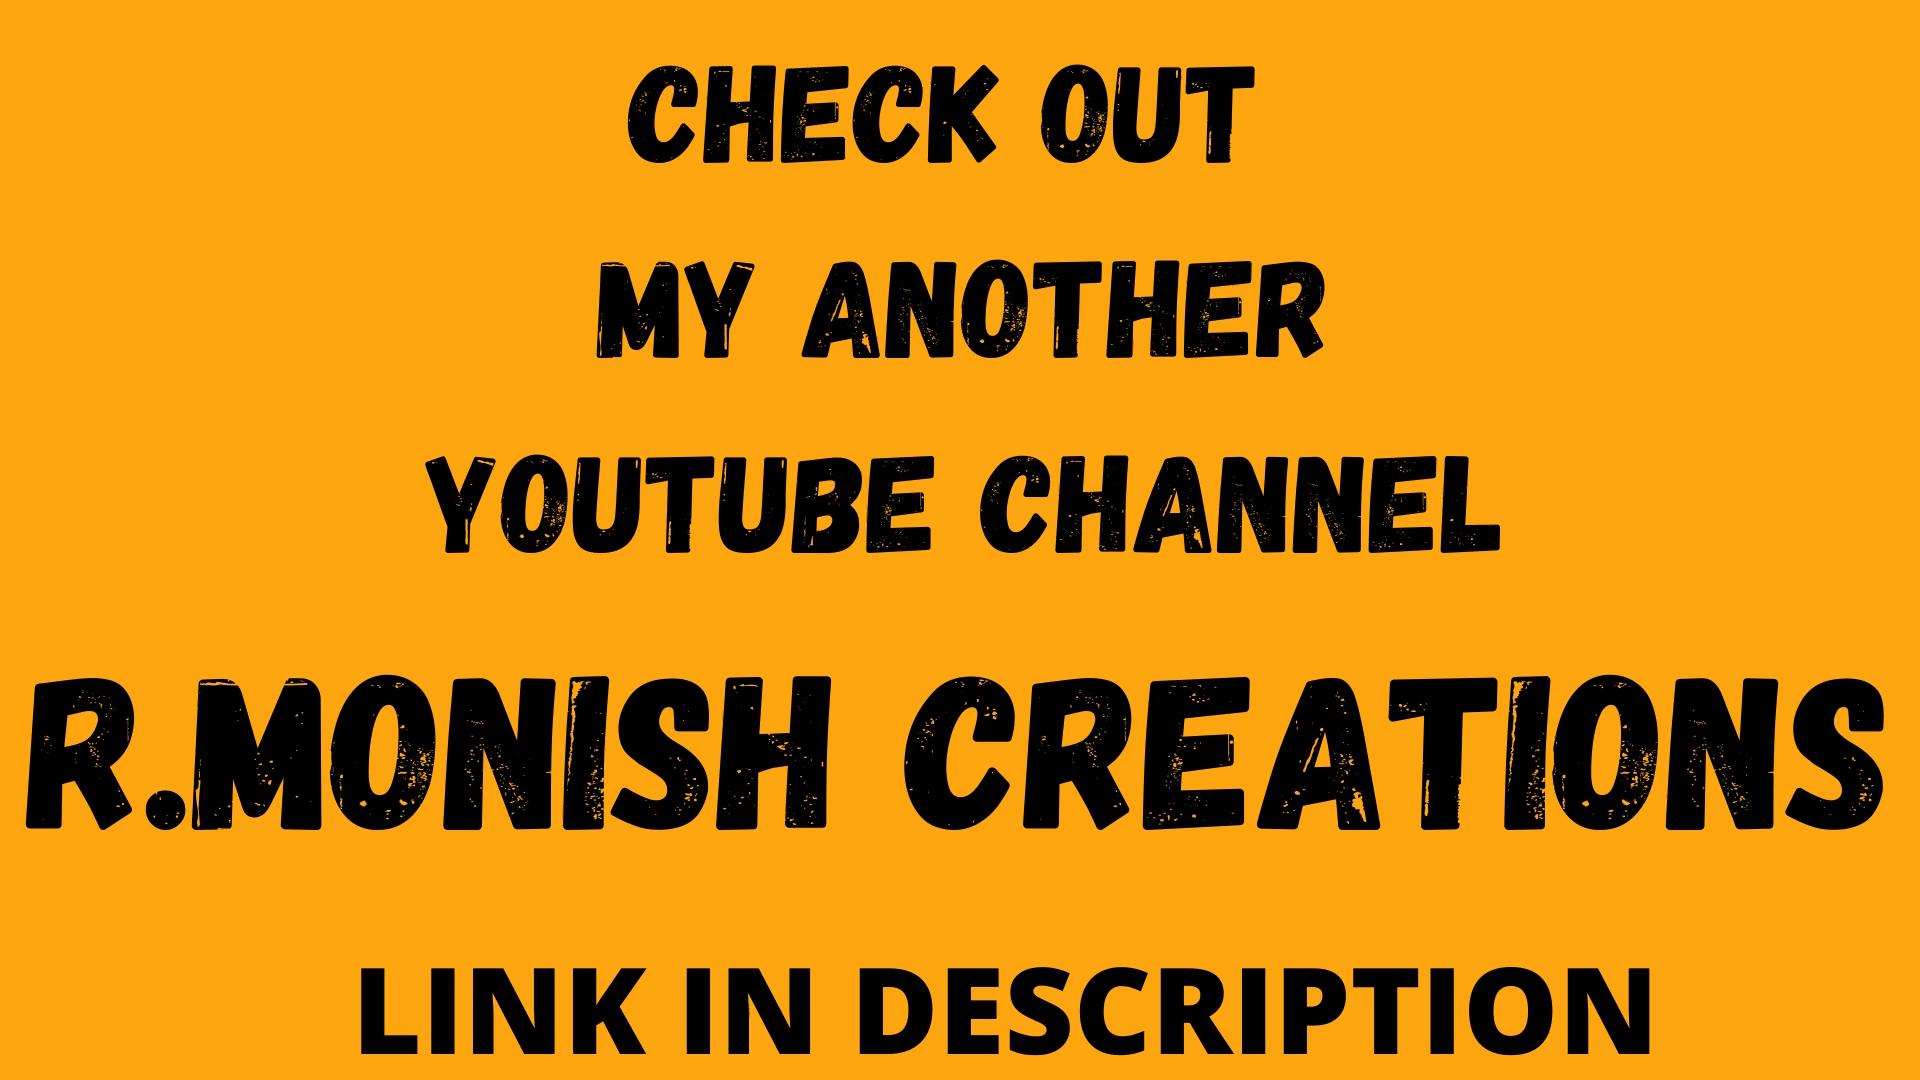 CHECK OUT
MY ANOTHER
YOUTUBE CHANNEL
R.MONISH CREATIONS
LINK IN DESCRIPTION